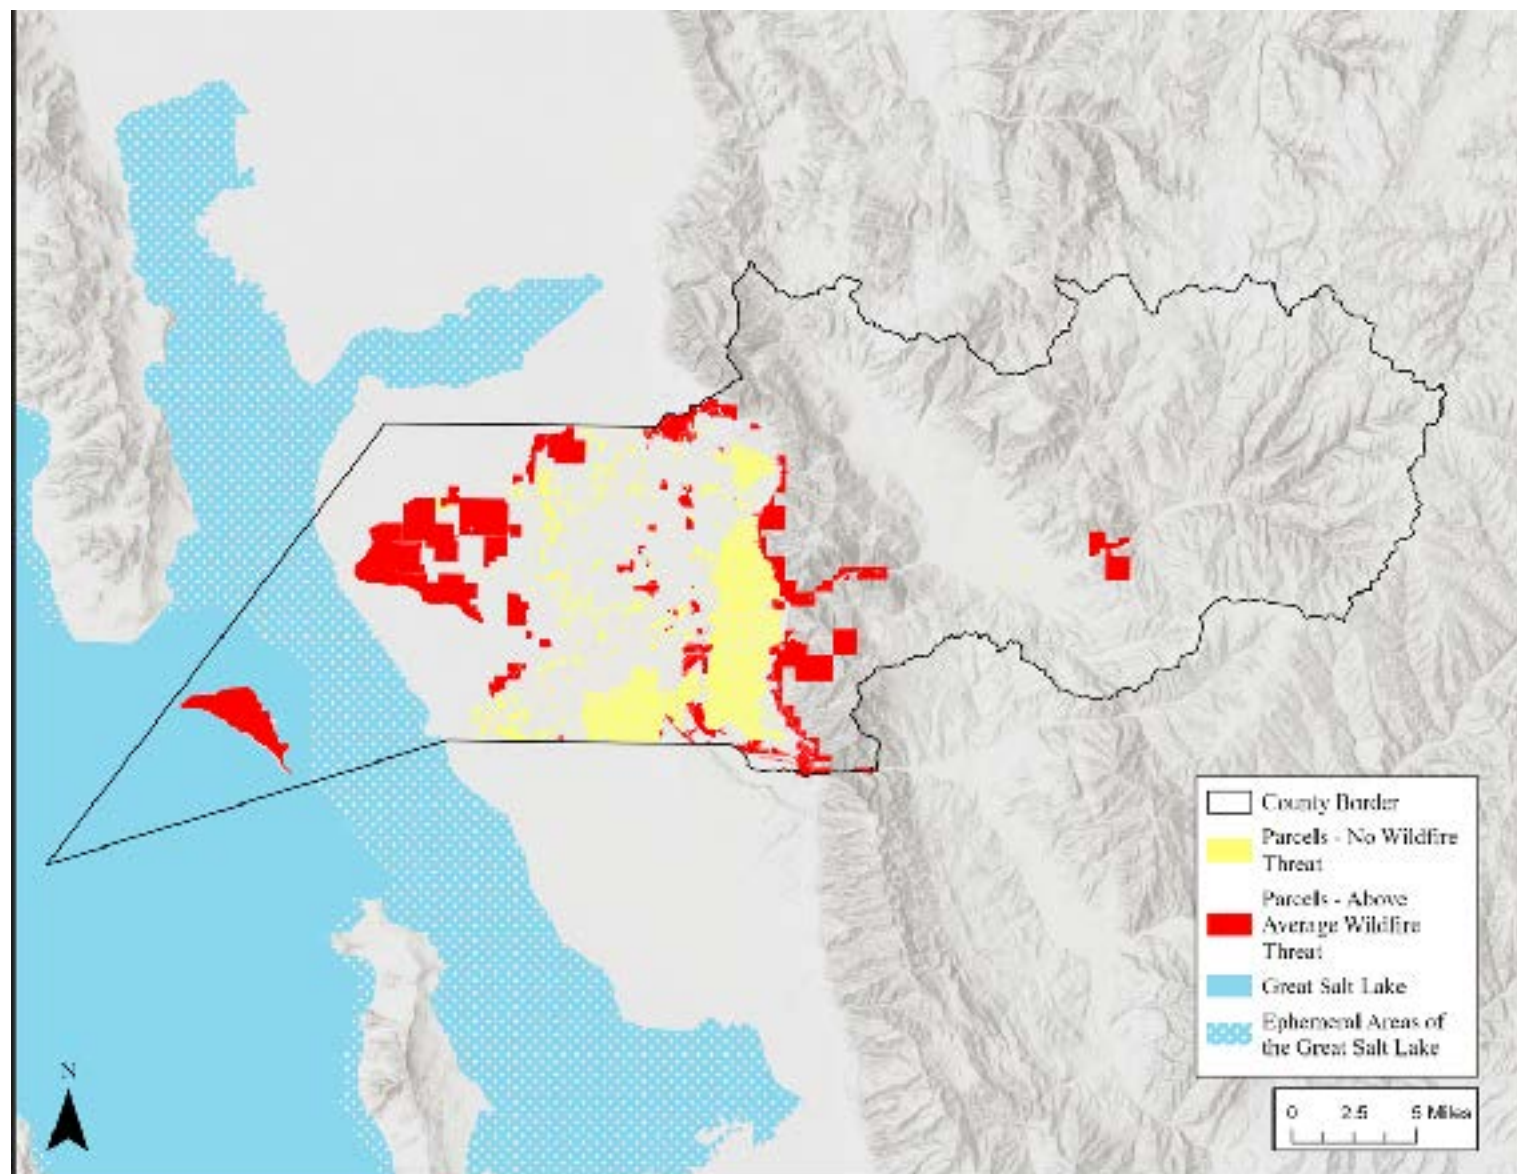 County Border
Parcels - No Wildfire
Threat
Parcels - Above
Average Wildfire
Threat
Great Salt Lake
Ephemeral Areas of
the Great Salt Lake
N
0 2.5 5 Miles